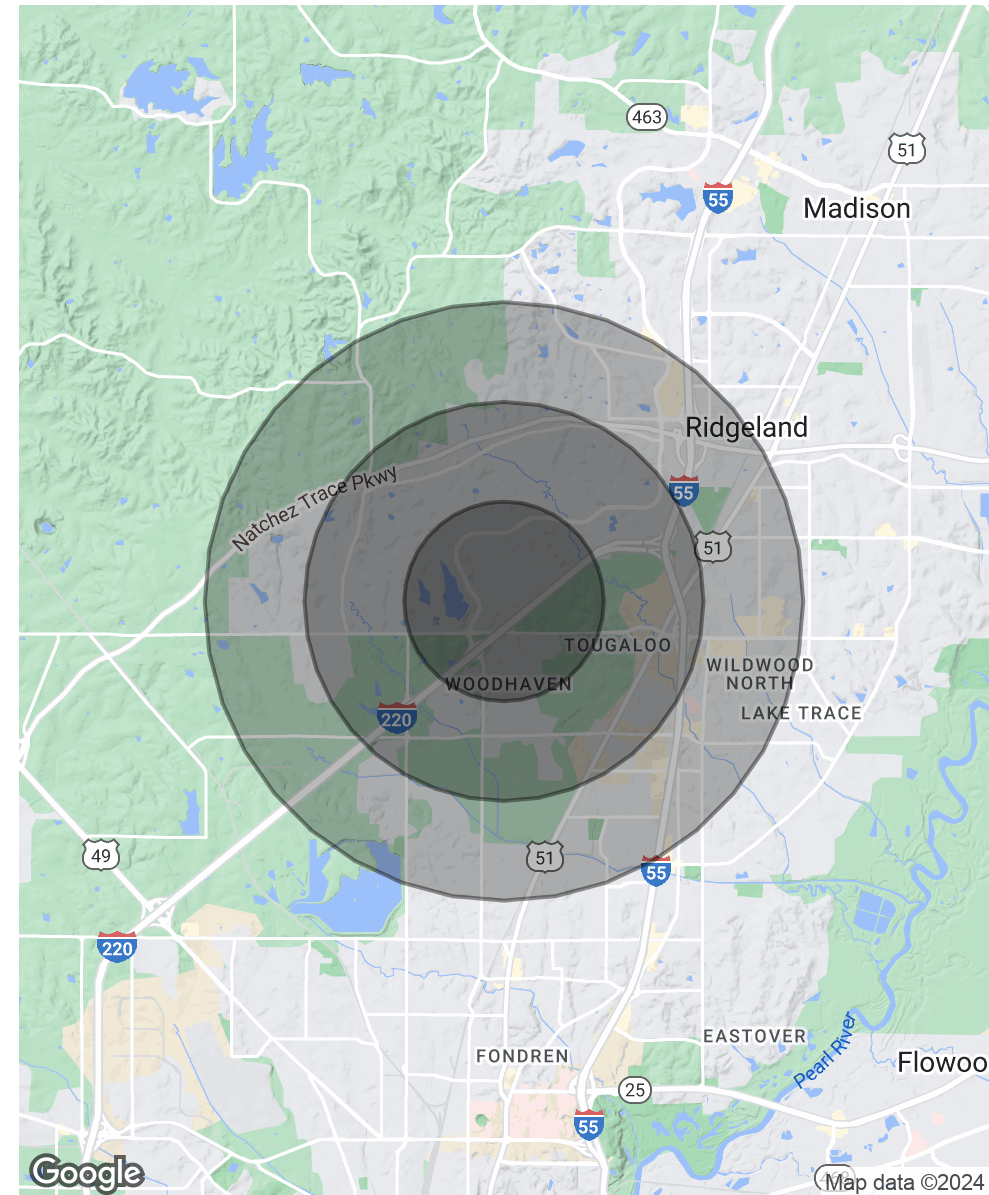 463
51
55
Madison
Ridgeland
Natchez Trace Pkwy
55
51
TOUGALOO
WILDWOOD
NORTH
WOODHAVEN
LAKE TRACE
220
49
51
55
220
EASTOVER
FONDREN
Pearl River
Flowoo
25
55
Google
Map data ©2024